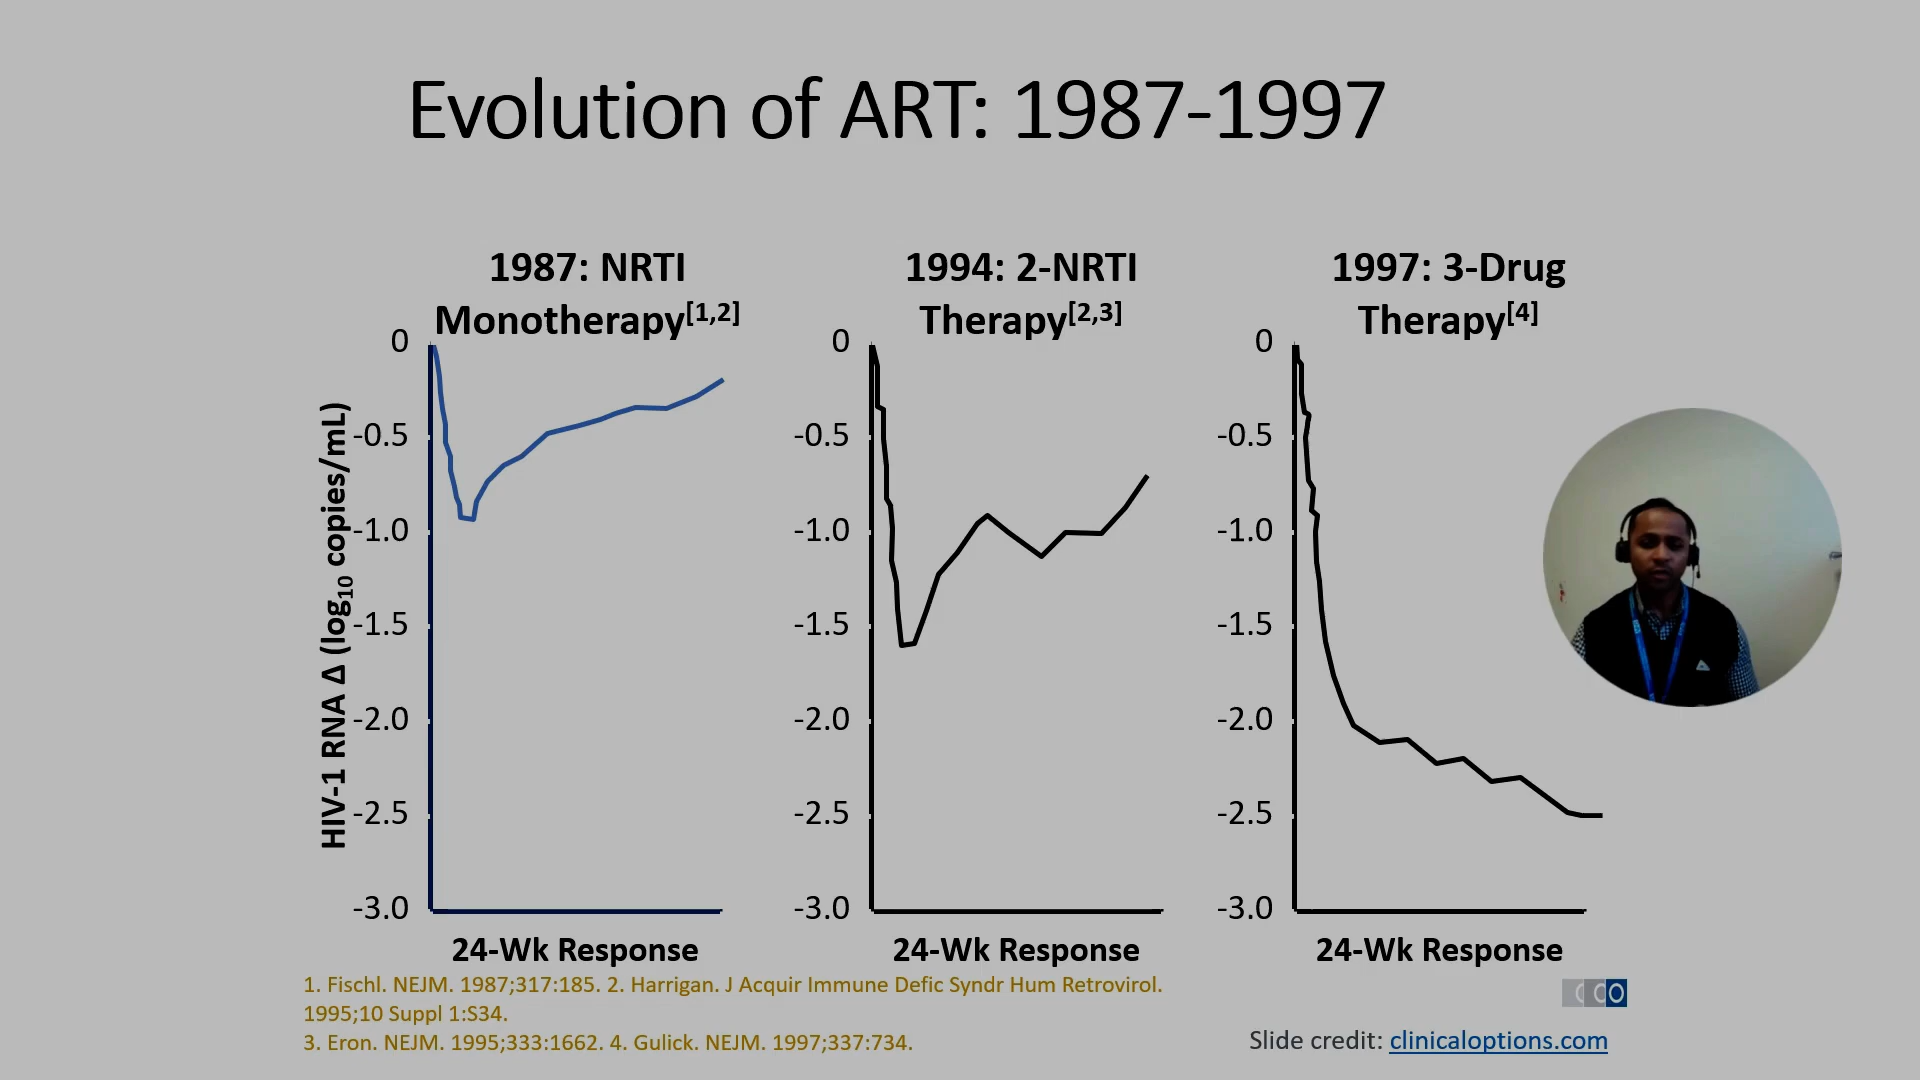 Evolution of ART: 1987-1997
1987: NRTI
Monotherapy[1,2]
1994: 2-NRTI
Therapy[2,3]
1997: 3-Drug
Therapy[4]
HIV-1 RNA Δ (log10 copies/mL)
0
-0.5
-1.0
-1.5
-2.0
-2.5
-3.0
24-Wk Response
0
-0.5
-1.0
-1.5
-2.0
-2.5
-3.0
24-Wk Response
0
-0.5
-1.0
-1.5
-2.0
-2.5
-3.0
24-Wk Response
1. Fischl. NEJM. 1987;317:185. 2. Harrigan. J Acquir Immune Defic Syndr Hum Retrovirol.
1995;10 Suppl 1:S34.
3. Eron. NEJM. 1995;333:1662. 4. Gulick. NEJM. 1997;337:734.
CCO
Slide credit: clinicaloptions.com